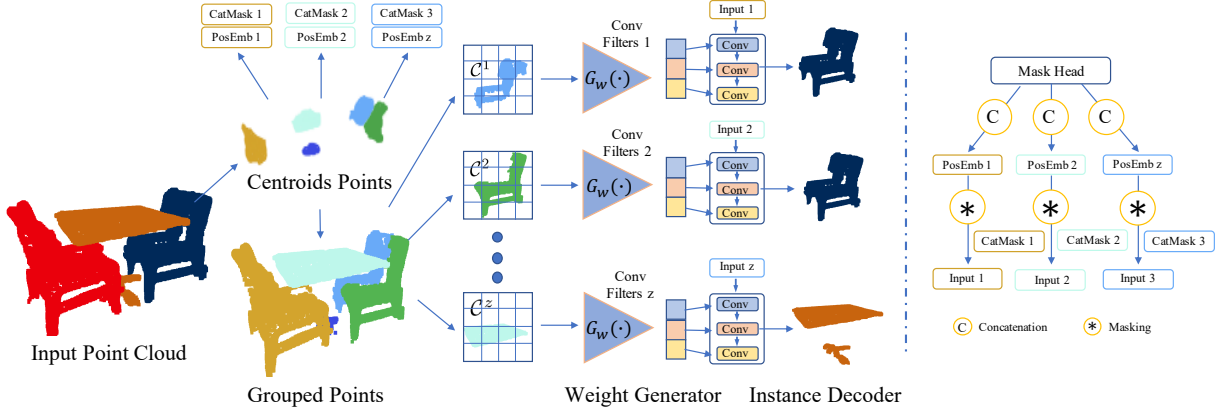 CatMask 1
CatMask 2
CatMask 3
PosEmb 1
PosEmb 2
PosEmb z
Centroids Points
Input Point Cloud
Grouped Points
C¹
C²
Cᶻ
Conv
Filters 1
G_w(·)
Input 1
Conv
Conv
Conv
Conv
Filters 2
G_w(·)
Input 2
Conv
Conv
Conv
Conv
Filters z
G_w(·)
Input z
Conv
Conv
Conv
Weight Generator
Instance Decoder
Mask Head
C
C
C
PosEmb 1
PosEmb 2
PosEmb z
*
*
*
CatMask 1
CatMask 2
CatMask 3
Input 1
Input 2
Input 3
C Concatenation
* Masking